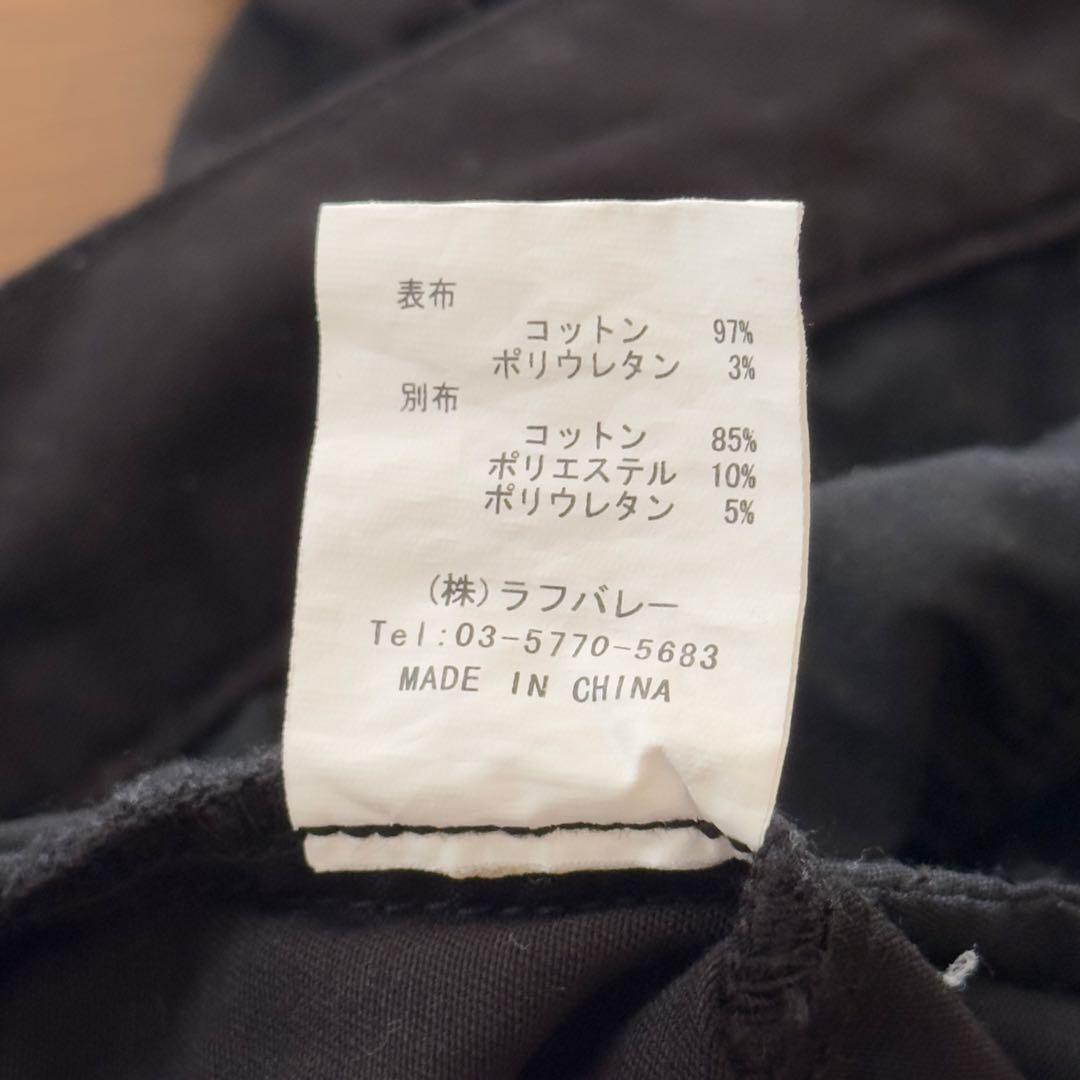 表布
コットン 97%
ポリウレタン 3%
別布
コットン 85%
ポリエステル 10%
ポリウレタン 5%
(株)ラフバレー
Tel:03-5770-5683
MADE IN CHINA